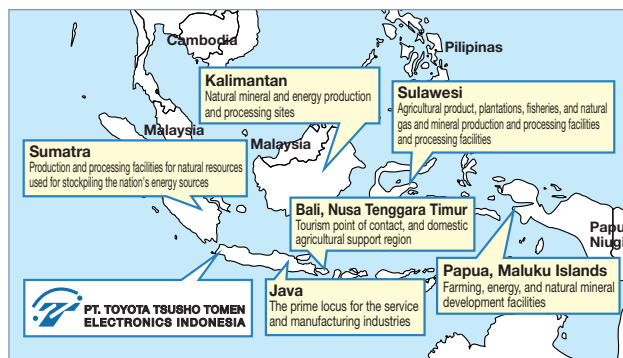 Cambodia
Pilipinas
Kalimantan
Natural mineral and energy production
and processing sites
Sulawesi
Agricultural product, plantations, fisheries, and natural
gas and mineral production and processing facilities
and processing facilities
Malaysia
Malaysia
Sumatra
Production and processing facilities for natural resources
used for stockpiling the nation's energy sources
Bali, Nusa Tenggara Timur
Tourism point of contact, and domestic
agricultural support region
Papu
Niugi
Papua, Maluku Islands
Farming, energy, and natural mineral
development facilities
Java
The prime locus for the service
and manufacturing industries
PT. TOYOTA TSUSHO TOMEN
ELECTRONICS INDONESIA